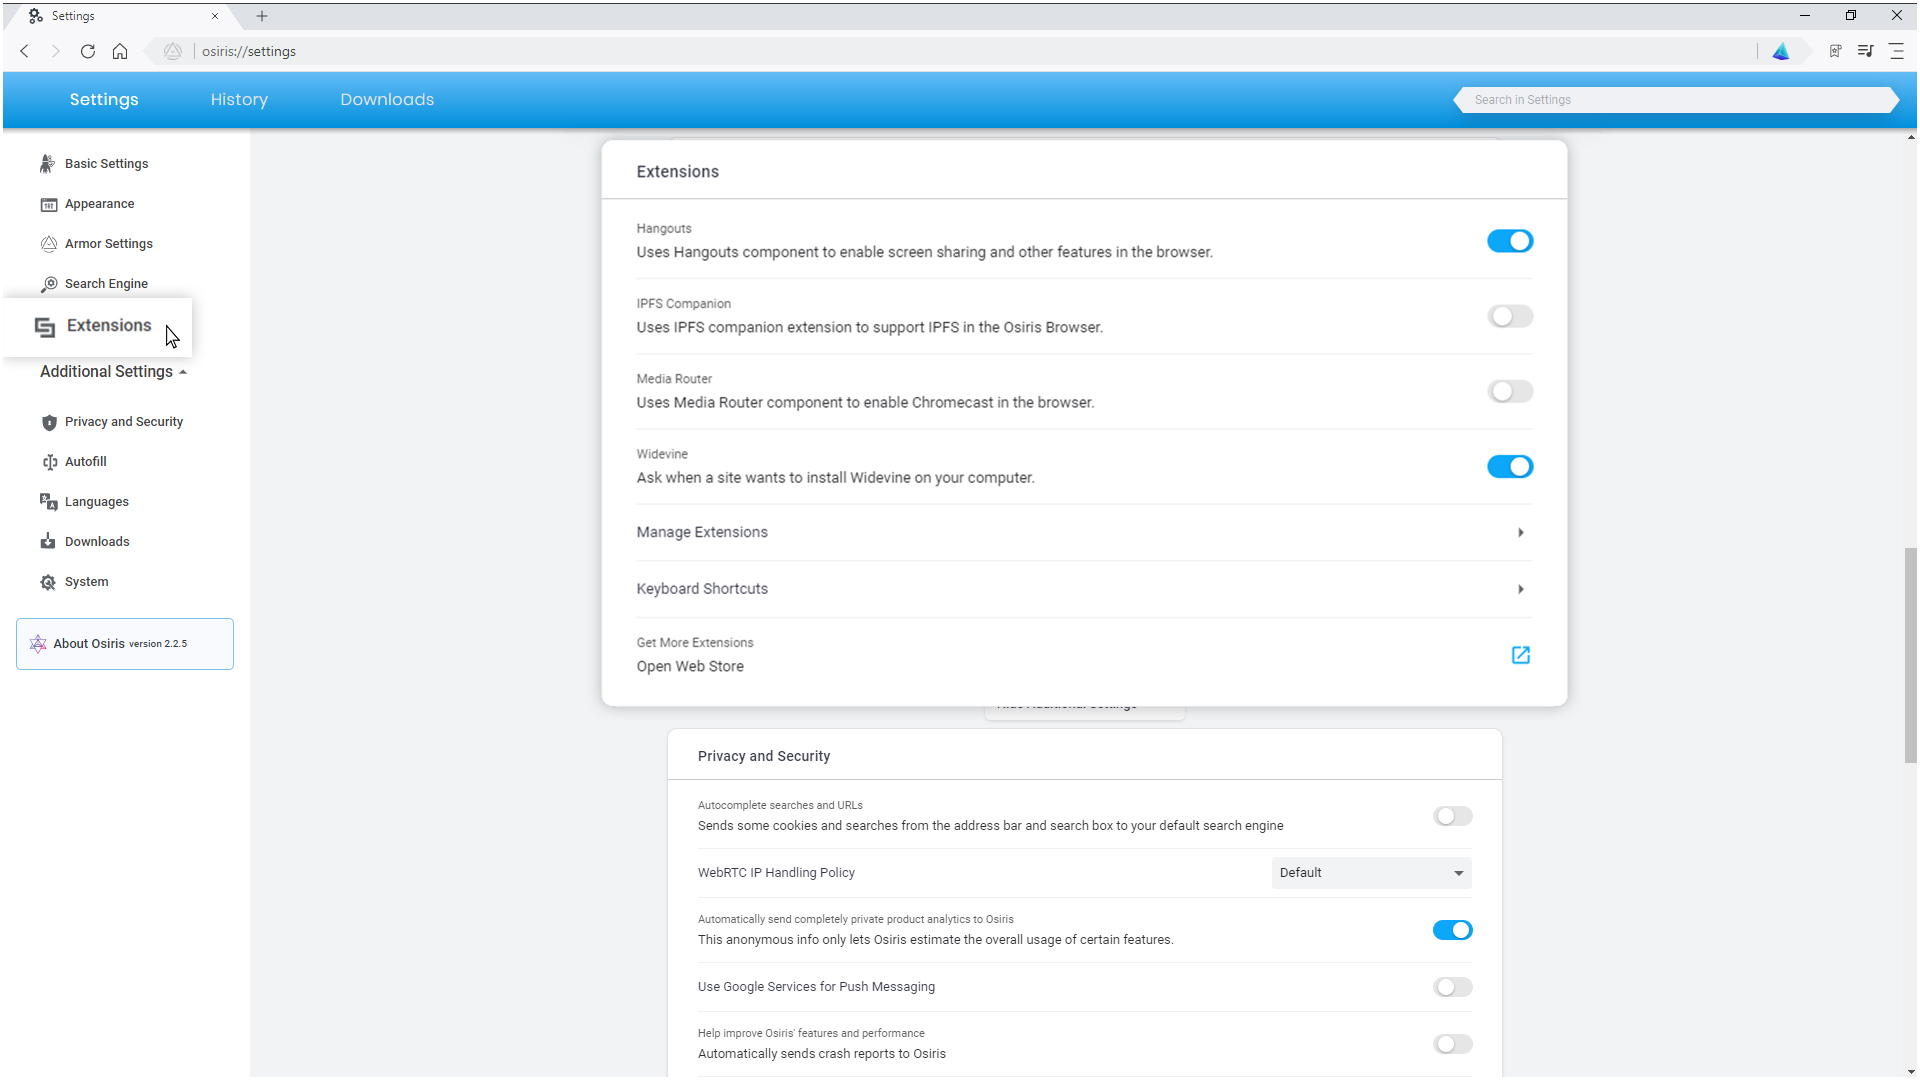 Settings
osiris://settings
Settings
History
Downloads
Search in Settings
Basic Settings
Appearance
Armor Settings
Search Engine
Extensions
Additional Settings
Privacy and Security
Autofill
Languages
Downloads
System
About Osiris version 2.2.5
Extensions
Hangouts
Uses Hangouts component to enable screen sharing and other features in the browser.
IPFS Companion
Uses IPFS companion extension to support IPFS in the Osiris Browser.
Media Router
Uses Media Router component to enable Chromecast in the browser.
Widevine
Ask when a site wants to install Widevine on your computer.
Manage Extensions
Keyboard Shortcuts
Get More Extensions
Open Web Store
Hide Additional Settings
Privacy and Security
Autocomplete searches and URLs
Sends some cookies and searches from the address bar and search box to your default search engine
WebRTC IP Handling Policy
Default
Automatically send completely private product analytics to Osiris
This anonymous info only lets Osiris estimate the overall usage of certain features.
Use Google Services for Push Messaging
Help improve Osiris' features and performance
Automatically sends crash reports to Osiris